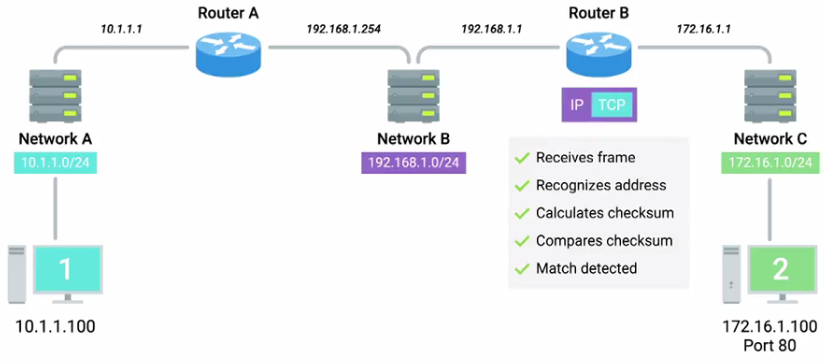 Router A
Router B
10.1.1.1
192.168.1.254
192.168.1.1
172.16.1.1
IP TCP
Network A
Network B
Network C
10.1.1.0/24
192.168.1.0/24
172.16.1.0/24
Receives frame
Recognizes address
Calculates checksum
Compares checksum
Match detected
1
2
10.1.1.100
172.16.1.100
Port 80